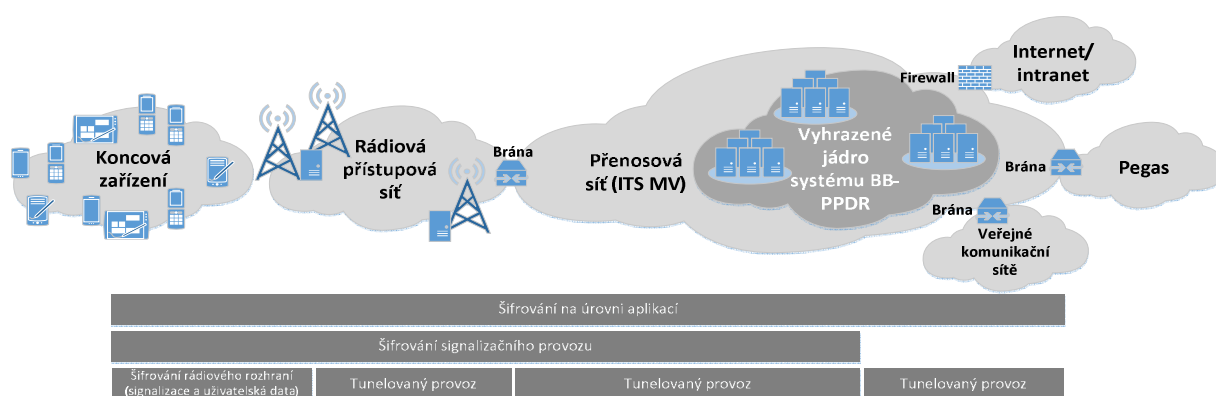 Koncová
zařízení
Rádiová
přístupová
síť
Brána
Přenosová
síť (ITS MV)
Vyhrazené
jádro
systému BB-
PPDR
Firewall
Internet/
intranet
Brána
Pegas
Brána
Veřejné
komunikační
sítě
Šifrování na úrovni aplikací
Šifrování signalizačního provozu
Šifrování rádiového rozhraní
(signalizace a uživatelská data)
Tunelovaný provoz
Tunelovaný provoz
Tunelovaný provoz